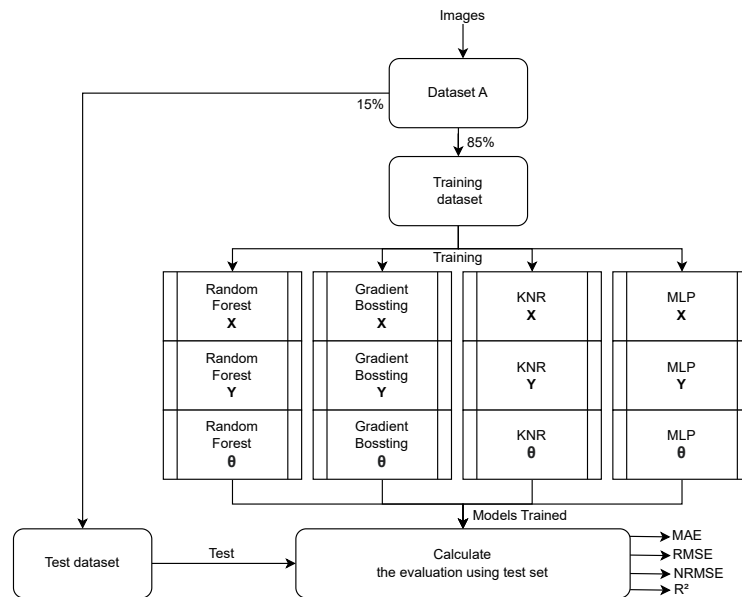 Images
Dataset A
15%
85%
Training
dataset
Training
Random
Forest
X
Gradient
Bossting
X
KNR
X
MLP
X
Random
Forest
Y
Gradient
Bossting
Y
KNR
Y
MLP
Y
Random
Forest
θ
Gradient
Bossting
θ
KNR
θ
MLP
θ
Models Trained
Test dataset
Test
Calculate
the evaluation using test set
MAE
RMSE
NRMSE
R²